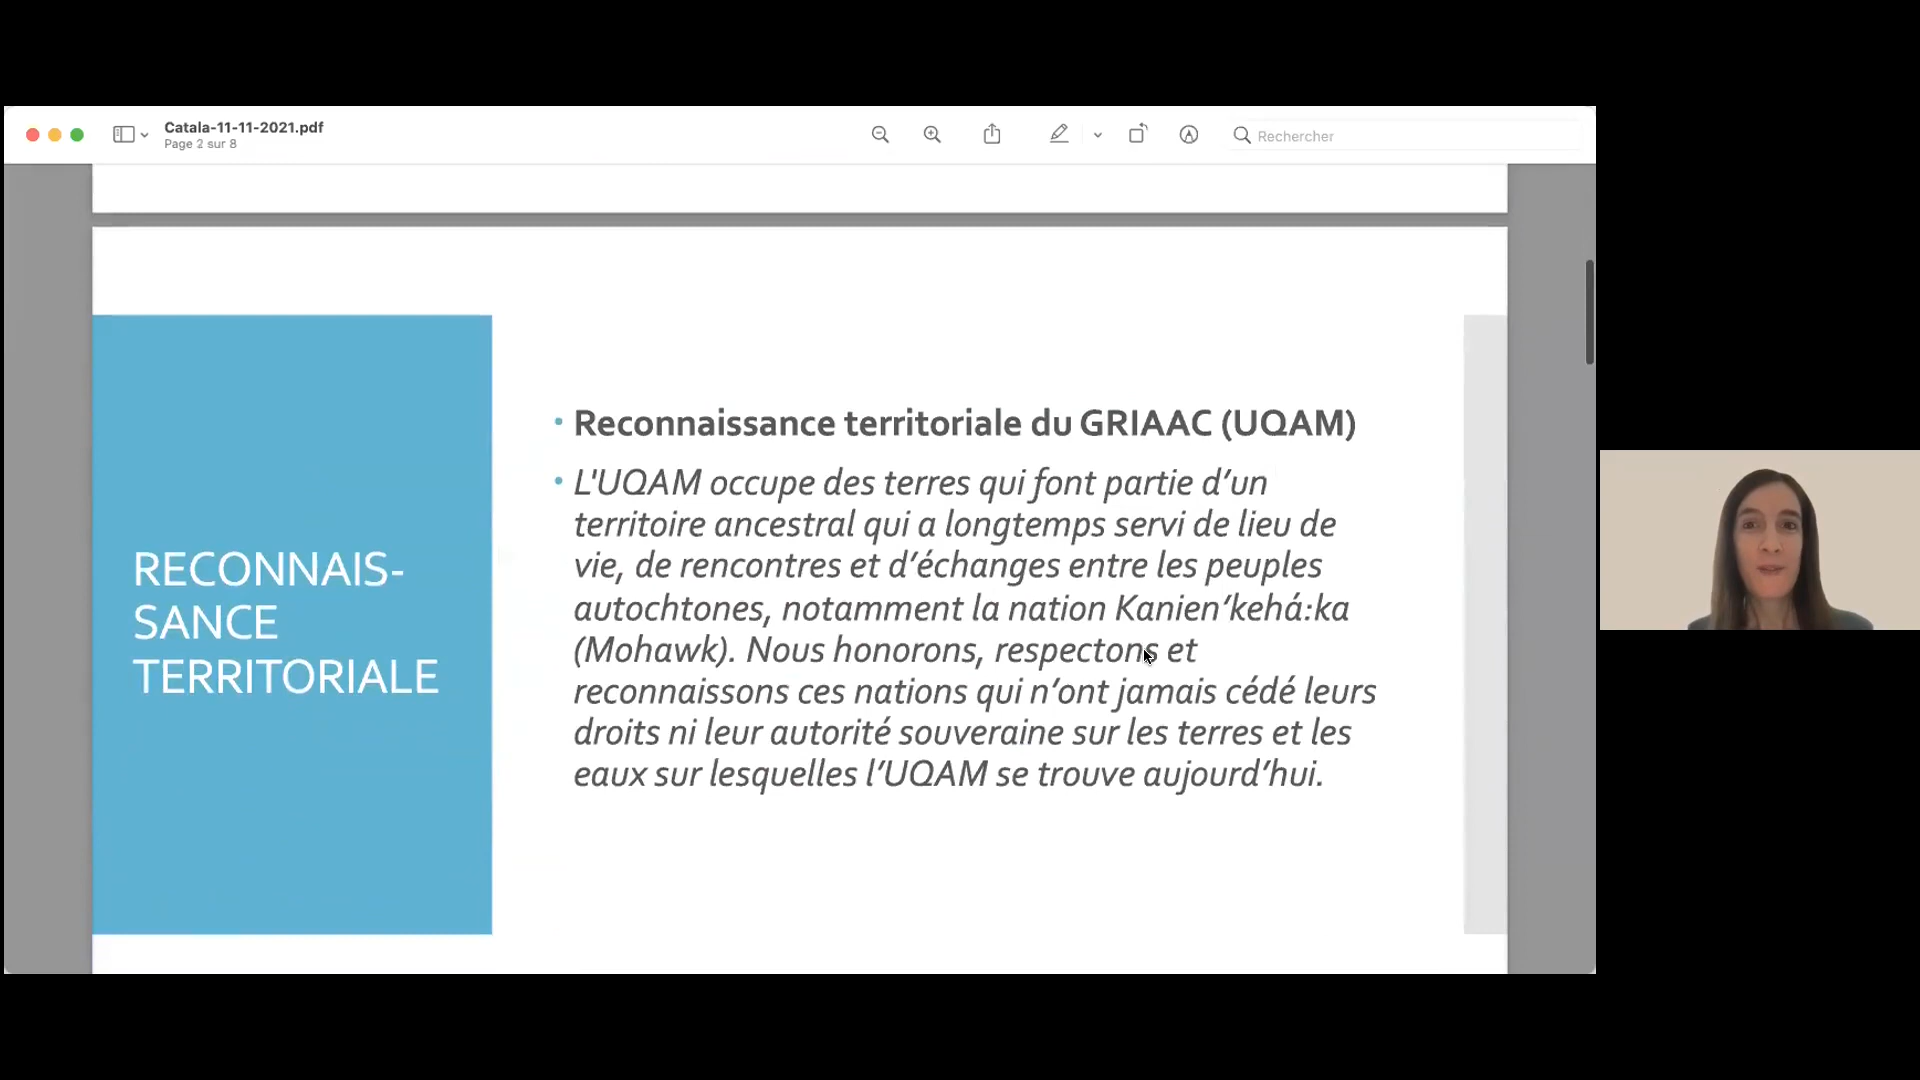 Catala-11-11-2021.pdf
Page 2 sur 8
Rechercher
RECONNAIS-
SANCE
TERRITORIALE
• Reconnaissance territoriale du GRIAAC (UQAM)
• L'UQAM occupe des terres qui font partie d’un
territoire ancestral qui a longtemps servi de lieu de
vie, de rencontres et d’échanges entre les peuples
autochtones, notamment la nation Kanien’kehá:ka
(Mohawk). Nous honorons, respectons et
reconnaissons ces nations qui n’ont jamais cédé leurs
droits ni leur autorité souveraine sur les terres et les
eaux sur lesquelles l’UQAM se trouve aujourd’hui.